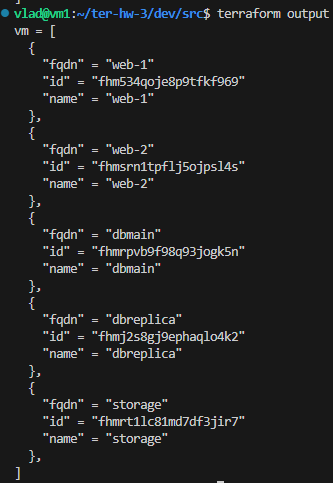 vlad@vm1:~/ter-hw-3/dev/src$ terraform output
vm = [
  {
    "fqdn" = "web-1"
    "id" = "fhm534qoje8p9tfkf969"
    "name" = "web-1"
  },
  {
    "fqdn" = "web-2"
    "id" = "fhmsrn1tpflj5ojpsl4s"
    "name" = "web-2"
  },
  {
    "fqdn" = "dbmain"
    "id" = "fhmrpvb9f98q93jogk5n"
    "name" = "dbmain"
  },
  {
    "fqdn" = "dbreplica"
    "id" = "fhmj2s8gj9ephaqlo4k2"
    "name" = "dbreplica"
  },
  {
    "fqdn" = "storage"
    "id" = "fhmrt1lc81md7df3jir7"
    "name" = "storage"
  },
]